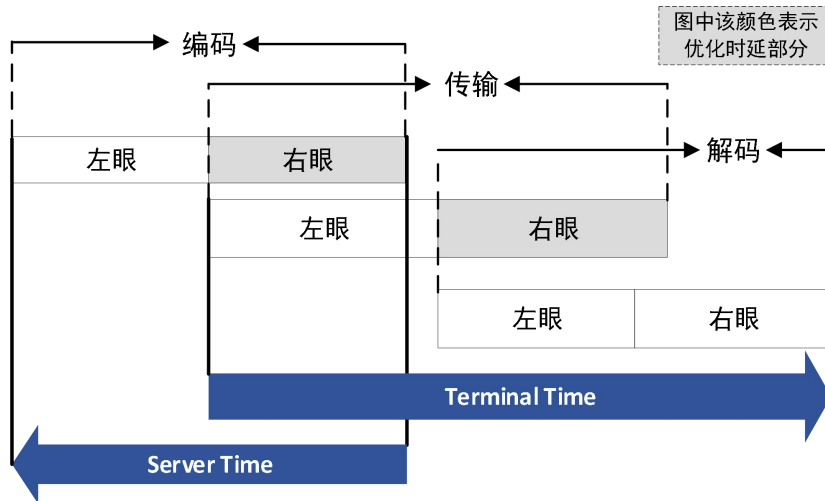 图中该颜色表示
优化时延部分
编码
传输
解码
左眼
右眼
左眼
右眼
左眼
右眼
Terminal Time
Server Time